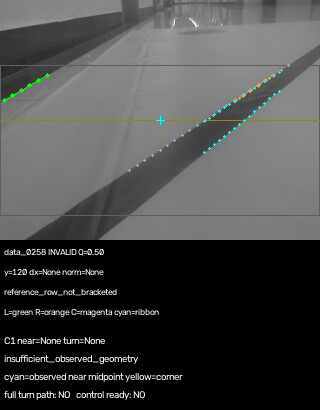 data_0258 INVALID Q=0.50
y=120 dx=None norm=None
reference_row_not_bracketed
L=green R=orange C=magenta cyan=ribbon
C1 near=None turn=None
insufficient_observed_geometry
cyan=observed near midpoint yellow=corner
full turn path: NO control ready: NO